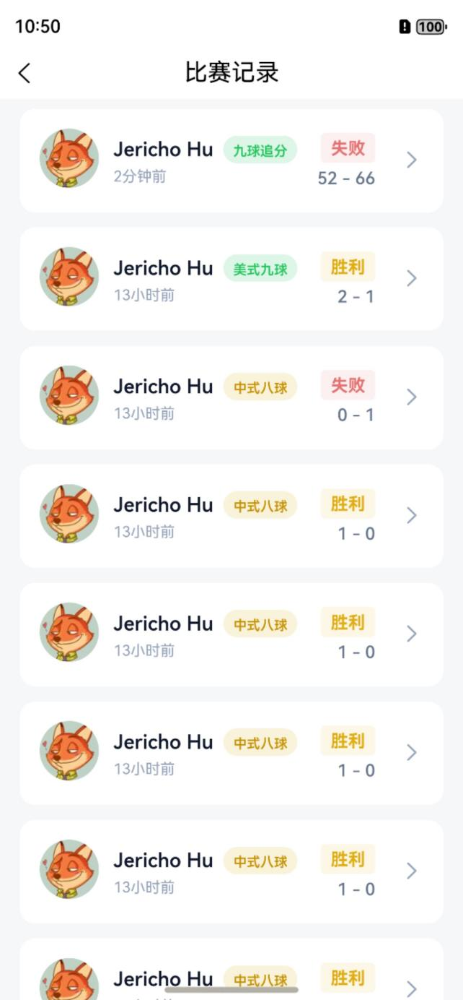 10:50
100
比赛记录
Jericho Hu 九球追分 失败
2分钟前 52 - 66
Jericho Hu 美式九球 胜利
13小时前 2 - 1
Jericho Hu 中式八球 失败
13小时前 0 - 1
Jericho Hu 中式八球 胜利
13小时前 1 - 0
Jericho Hu 中式八球 胜利
13小时前 1 - 0
Jericho Hu 中式八球 胜利
13小时前 1 - 0
Jericho Hu 中式八球 胜利
13小时前 1 - 0
Jericho Hu 中式八球 胜利